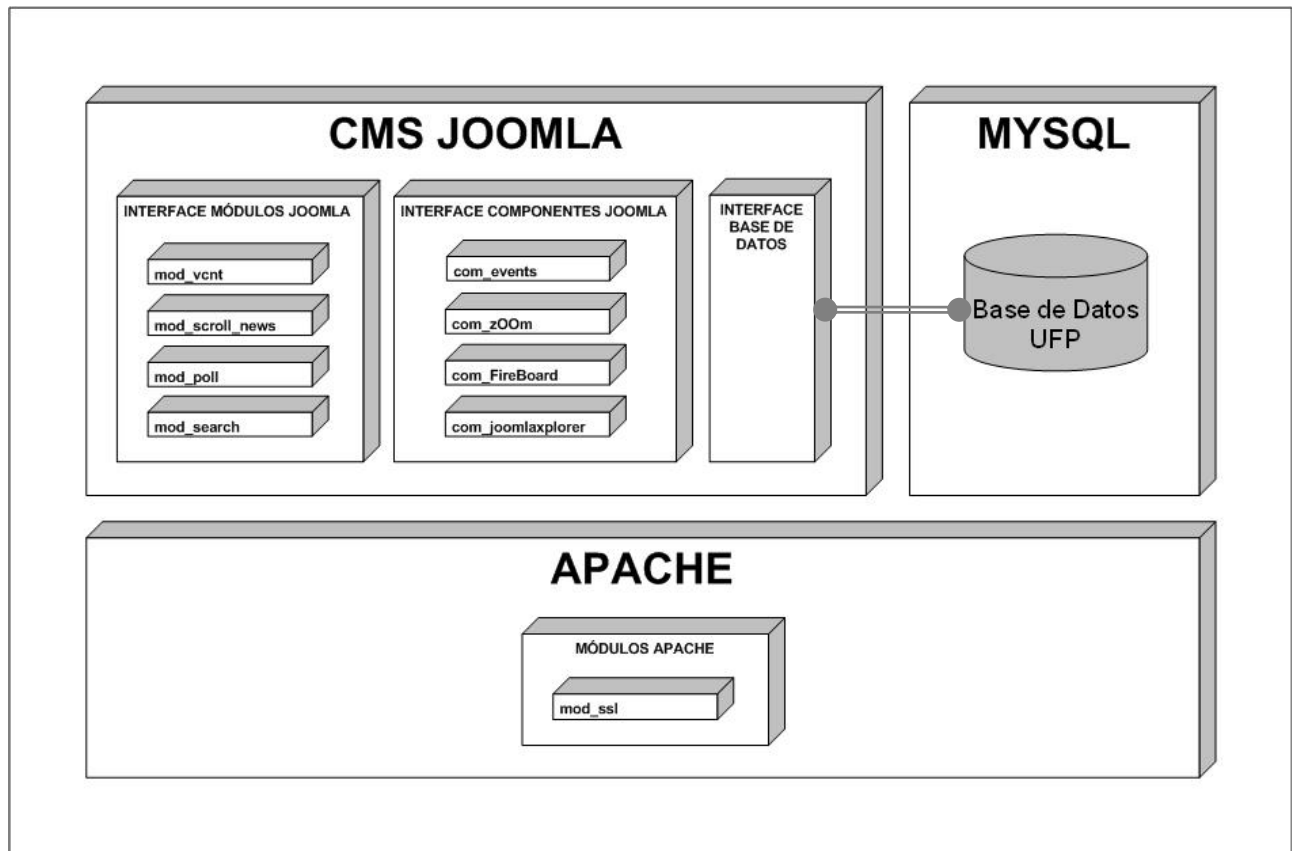 CMS JOOMLA
INTERFACE MÓDULOS JOOMLA
mod_vcnt
mod_scroll_news
mod_poll
mod_search
INTERFACE COMPONENTES JOOMLA
com_events
com_zOOm
com_FireBoard
com_joomlaxplorer
INTERFACE
BASE DE
DATOS
MYSQL
Base de Datos
UFP
APACHE
MÓDULOS APACHE
mod_ssl